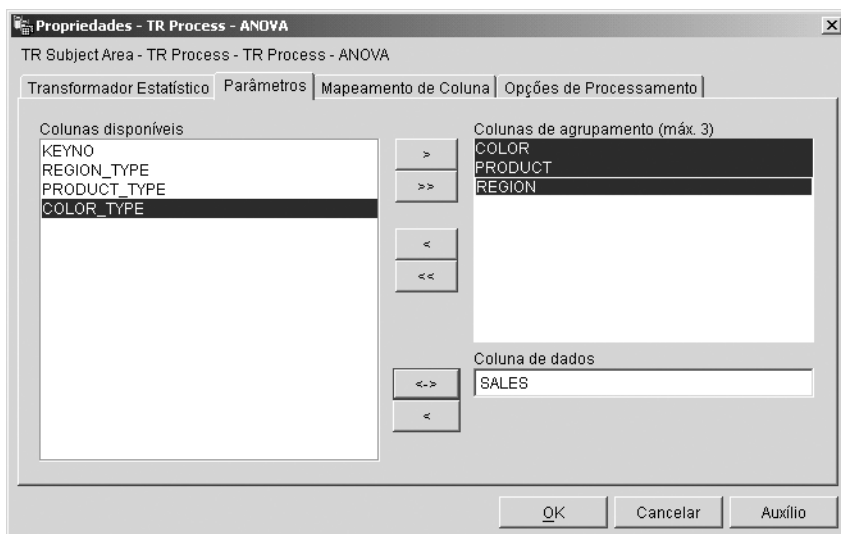 Propriedades - TR Process - ANOVA
TR Subject Area - TR Process - TR Process - ANOVA
Transformador Estatístico Parâmetros Mapeamento de Coluna Opções de Processamento
Colunas disponíveis
KEYNO
REGION_TYPE
PRODUCT_TYPE
COLOR_TYPE
>
>>
<
<<
<->
<
Colunas de agrupamento (máx. 3)
COLOR
PRODUCT
REGION
Coluna de dados
SALES
OK Cancelar Auxílio